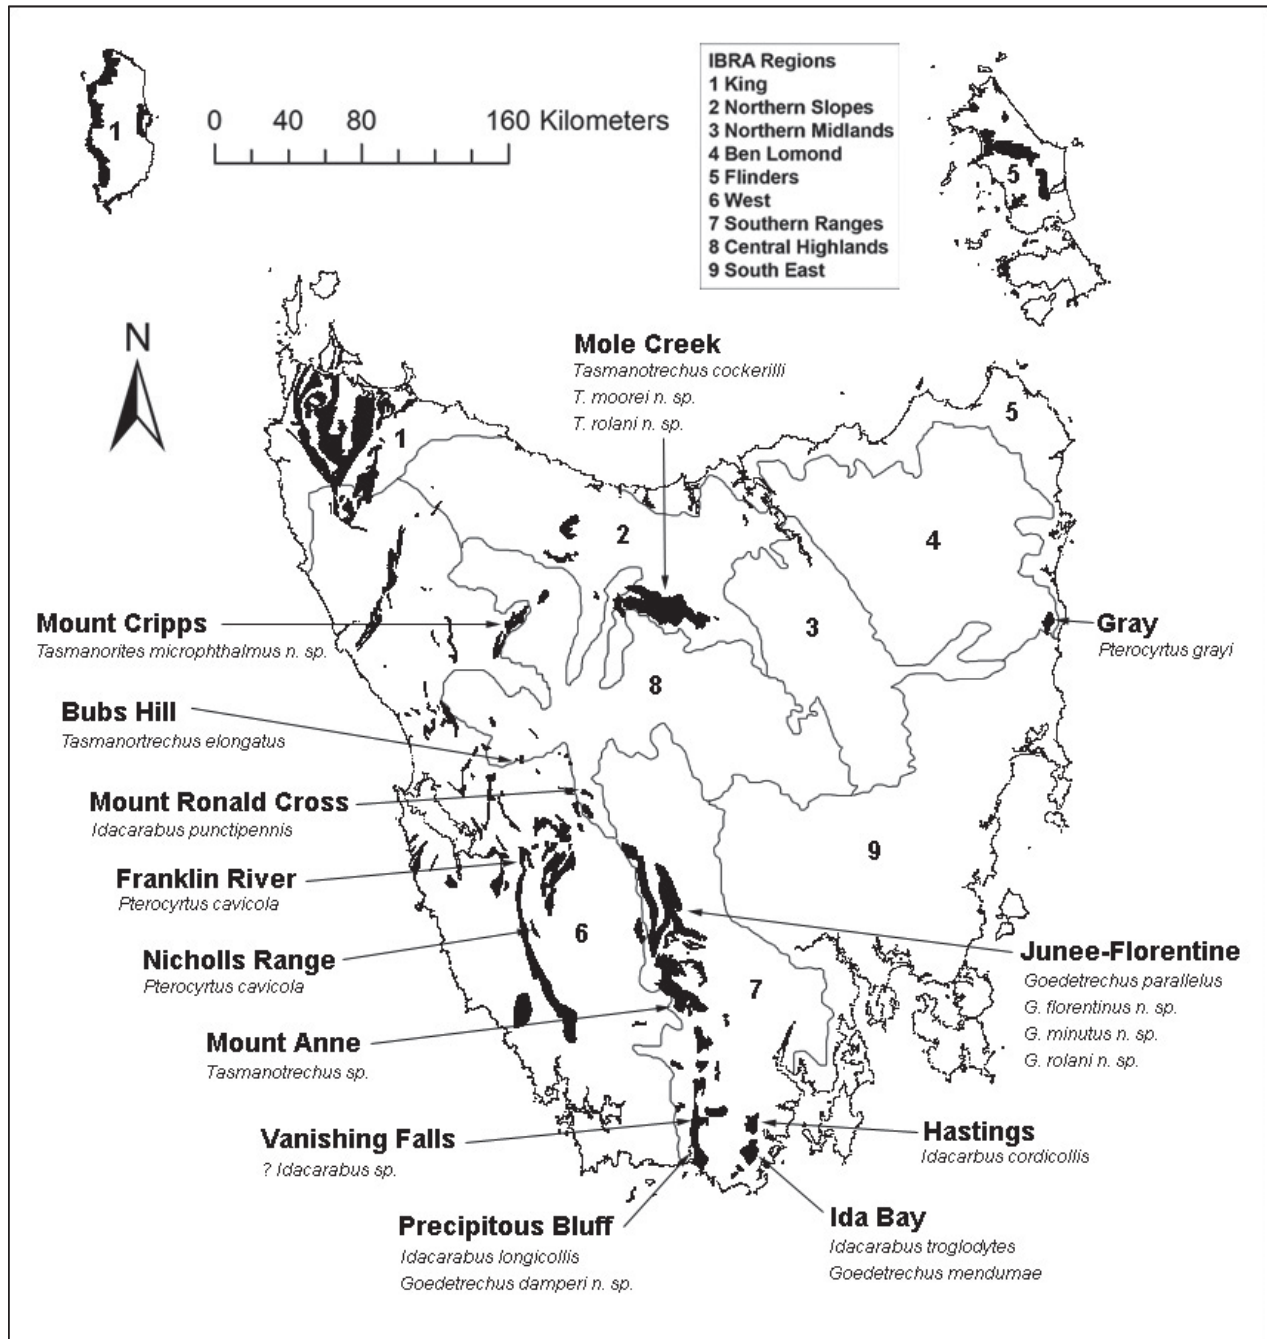 IBRA Regions
1 King
2 Northern Slopes
3 Northern Midlands
4 Ben Lomond
5 Flinders
6 West
7 Southern Ranges
8 Central Highlands
9 South East
0 40 80 160 Kilometers
1
5
N
Mole Creek
Tasmanotrechus cockerilli
T. moorei n. sp.
T. rolani n. sp.
5
1
2
4
3
8
Mount Cripps
Tasmanorites microphthalmus n. sp.
Gray
Pterocyrtus grayi
Bubs Hill
Tasmanortrechus elongatus
Mount Ronald Cross
Idacarabus punctipennis
9
Franklin River
Pterocyrtus cavicola
6
Nicholls Range
Pterocyrtus cavicola
7
Junee-Florentine
Goedetrechus parallelus
G. florentinus n. sp.
G. minutus n. sp.
G. rolani n. sp.
Mount Anne
Tasmanotrechus sp.
Vanishing Falls
? Idacarabus sp.
Hastings
Idacarbus cordicollis
Precipitous Bluff
Idacarabus longicollis
Goedetrechus damperi n. sp.
Ida Bay
Idacarabus troglodytes
Goedetrechus mendumae